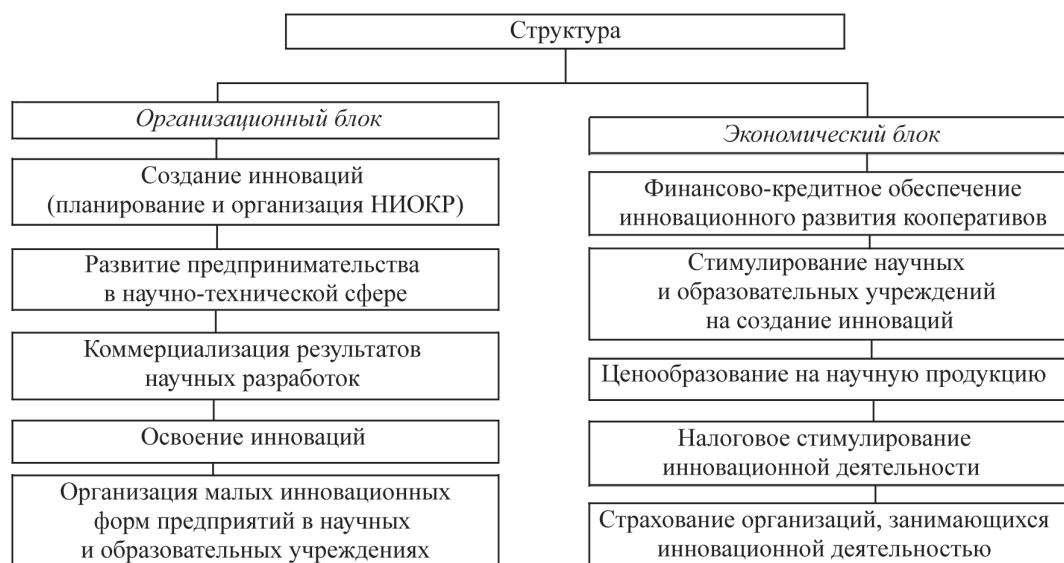 Структура
Организационный блок
Создание инноваций
(планирование и организация НИОКР)
Развитие предпринимательства
в научно-технической сфере
Коммерциализация результатов
научных разработок
Освоение инноваций
Организация малых инновационных
форм предприятий в научных
и образовательных учреждениях
Экономический блок
Финансово-кредитное обеспечение
инновационного развития кооперативов
Стимулирование научных
и образовательных учреждений
на создание инноваций
Ценообразование на научную продукцию
Налоговое стимулирование
инновационной деятельности
Страхование организаций, занимающихся
инновационной деятельностью